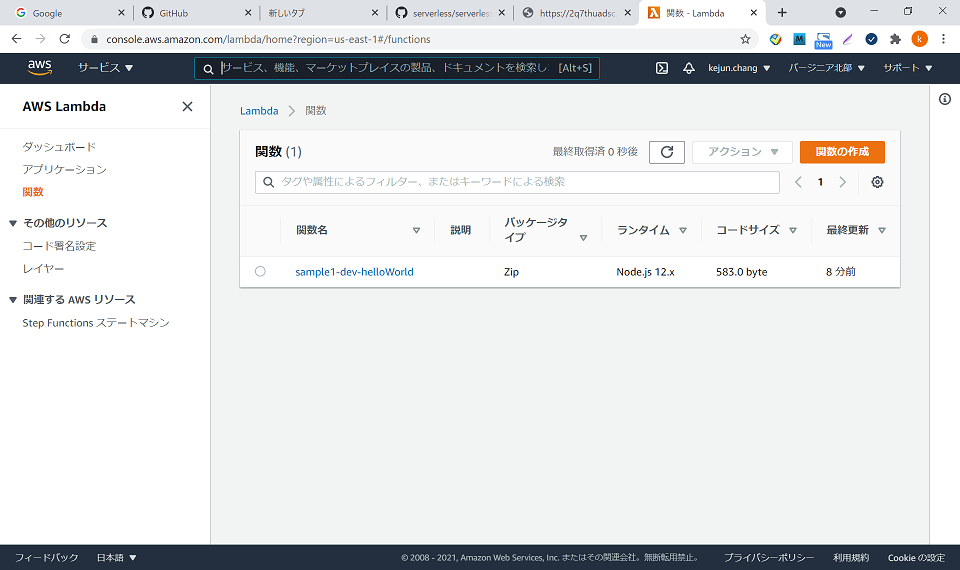 Google
GitHub
新しいタブ
serverless/serverles
https://2q7thuadsc
関数 - Lambda
console.aws.amazon.com/lambda/home?region=us-east-1#/functions
New
k
aws
サービス
サービス、機能、マーケットプレイスの製品、ドキュメントを検索し [Alt+S]
kejun.chang
バージニア北部
サポート
AWS Lambda
ダッシュボード
アプリケーション
関数
その他のリソース
コード署名設定
レイヤー
関連する AWS リソース
Step Functions ステートマシン
Lambda
関数
関数 (1)
最終取得済 0 秒後
アクション
関数の作成
タグや属性によるフィルター、またはキーワードによる検索
1
関数名
説明
パッケージタ
イプ
ランタイム
コードサイズ
最終更新
sample1-dev-helloWorld
Zip
Node.js 12.x
583.0 byte
8 分前
フィードバック
日本語
© 2008 - 2021, Amazon Web Services, Inc. またはその関連会社。無断転用禁止。
プライバシーポリシー
利用規約
Cookie の設定